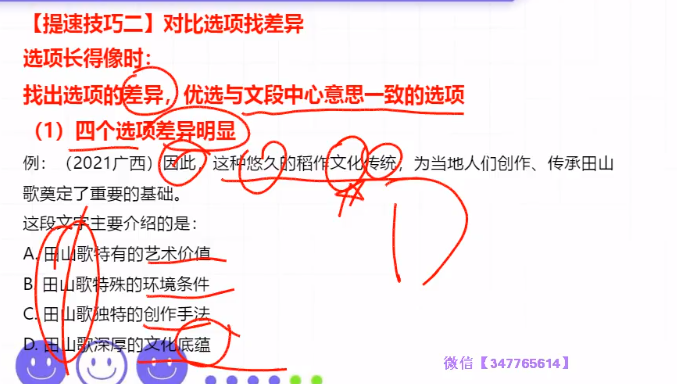 【提速技巧二】对比选项找差异
选项长得像时：
找出选项的差异，优选与文段中心意思一致的选项
（1）四个选项差异明显
例：（2021广西）因此，这种悠久的稻作文化传统，为当地人们创作、传承田山
歌奠定了重要的基础。
这段文字主要介绍的是：
A. 田山歌特有的艺术价值
B. 田山歌特殊的环境条件
C. 田山歌独特的创作手法
D. 田山歌深厚的文化底蕴
D
微信【347765614】